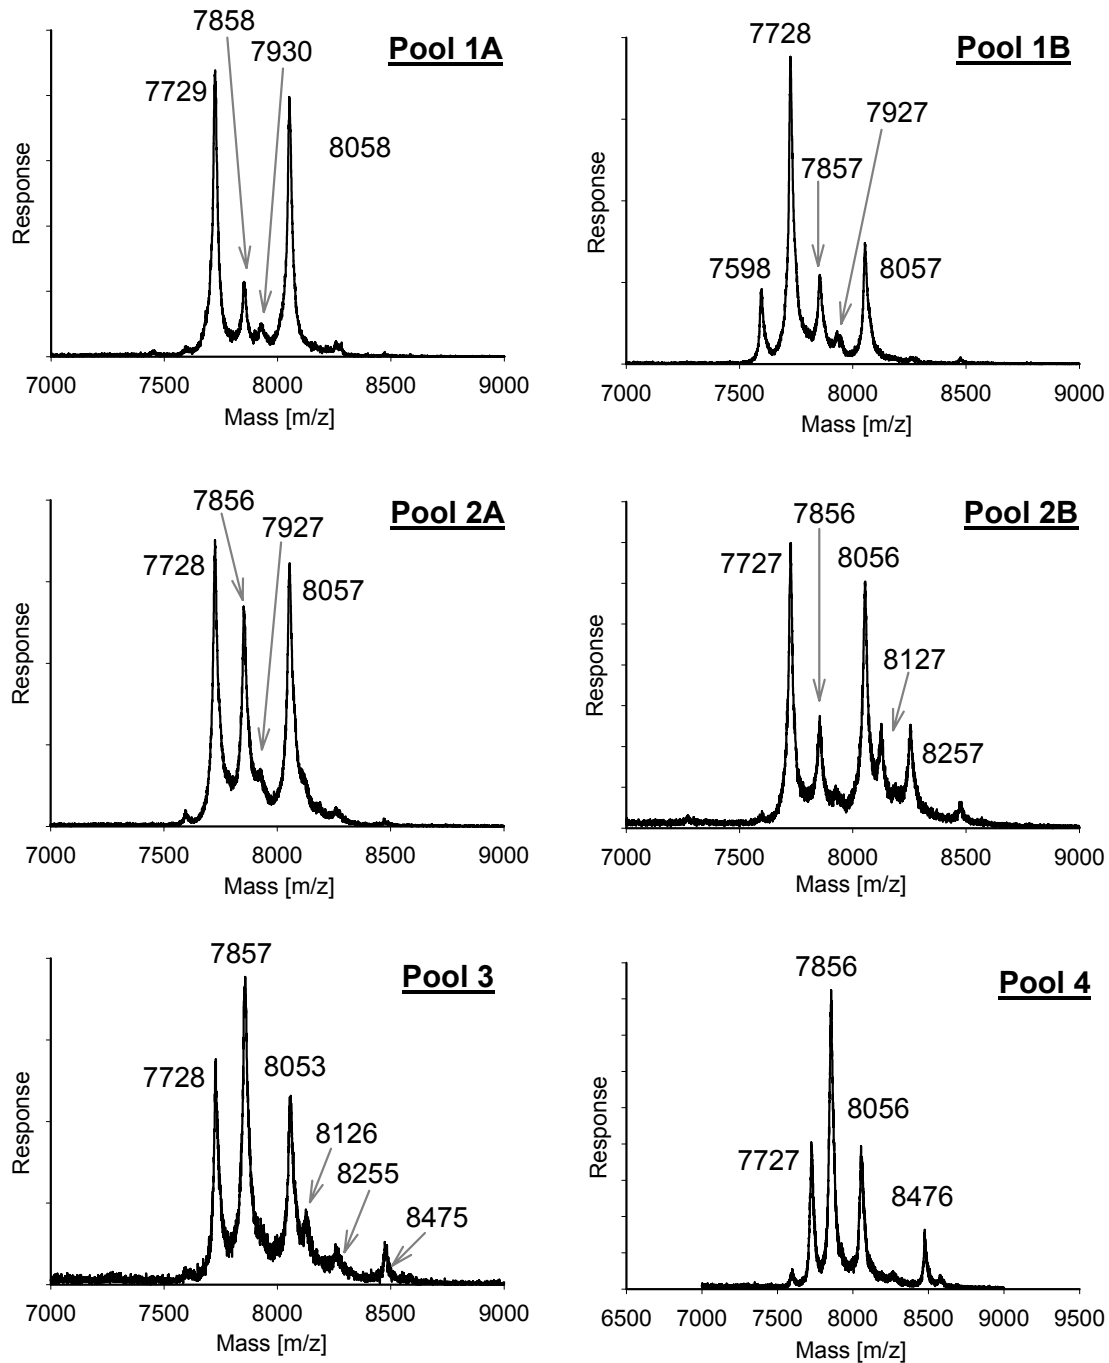 Pool 1A
7858
7930
7729
8058
Response
7000 7500 8000 8500 9000
Mass [m/z]
Pool 1B
7728
7927
7857
7598
8057
Response
7000 7500 8000 8500 9000
Mass [m/z]
Pool 2A
7856
7927
7728
8057
Response
7000 7500 8000 8500 9000
Mass [m/z]
Pool 2B
7856
7727
8056
8127
8257
Response
7000 7500 8000 8500 9000
Mass [m/z]
Pool 3
7857
7728
8053
8126
8255
8475
Response
7000 7500 8000 8500 9000
Mass [m/z]
Pool 4
7856
8056
7727
8476
Response
6500 7000 7500 8000 8500 9000 9500
Mass [m/z]